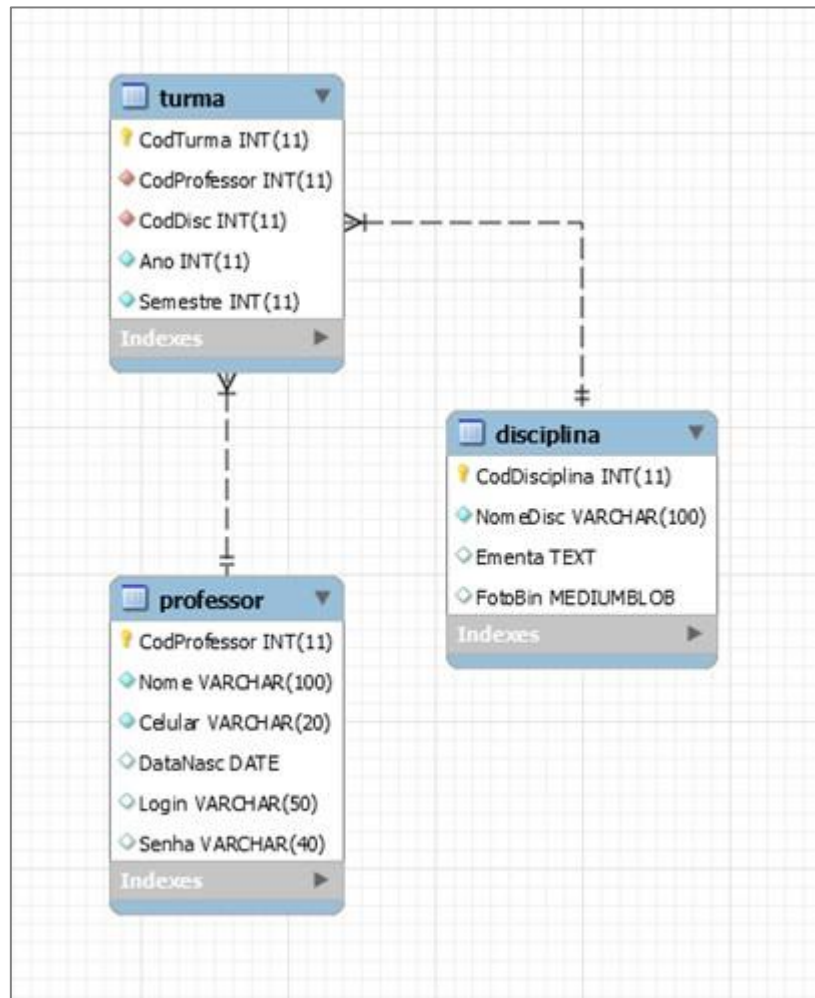 turma
CodTurma INT(11)
CodProfessor INT(11)
CodDisc INT(11)
Ano INT(11)
Semestre INT(11)
Indexes
disciplina
CodDisciplina INT(11)
NomeDisc VARCHAR(100)
Ementa TEXT
FotoBin MEDIUMBLOB
Indexes
professor
CodProfessor INT(11)
Nome VARCHAR(100)
Celular VARCHAR(20)
DataNasc DATE
Login VARCHAR(50)
Senha VARCHAR(40)
Indexes